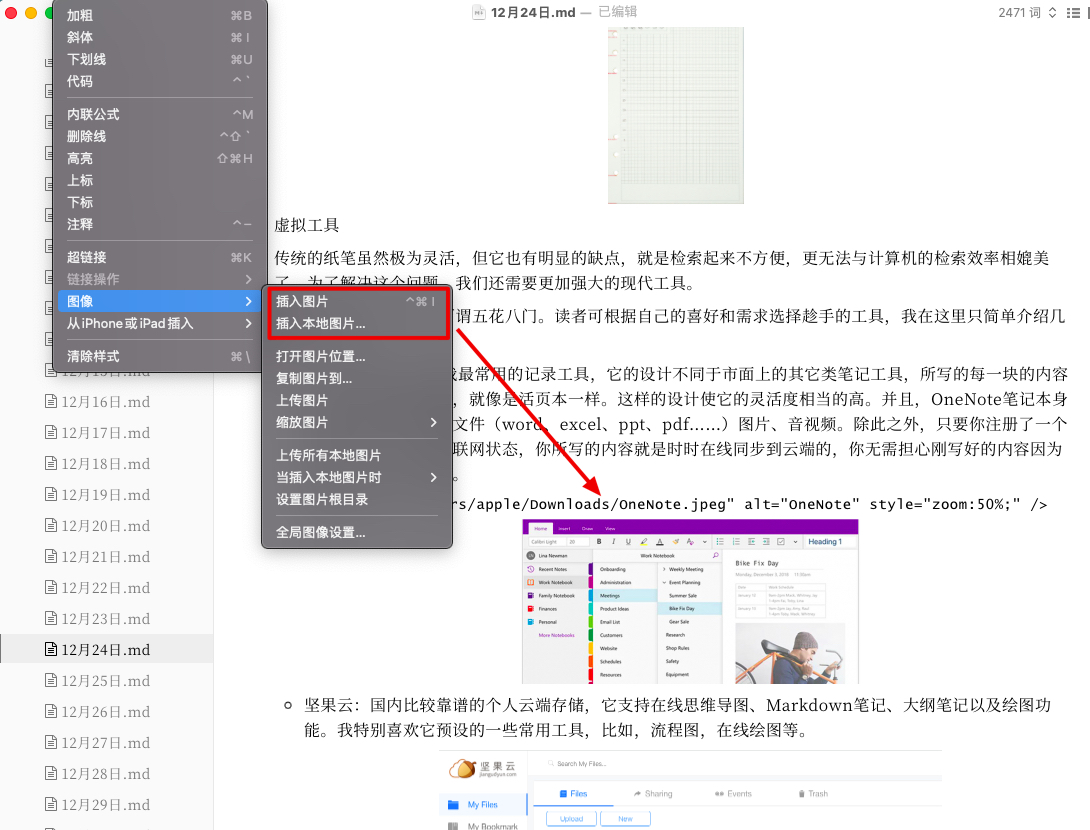 12月24日.md — 已编辑
2471 词
加粗 ⌘B
斜体 ⌘I
下划线 ⌘U
代码 ^`
内联公式 ^M
删除线 ^⇧`
高亮 ⇧⌘H
上标
下标
注释 ^−
超链接 ⌘K
链接操作 >
图像 >
从iPhone或iPad插入 >
清除样式 ⌘\
插入图片 ^⌘I
插入本地图片...
打开图片位置...
复制图片到...
上传图片
缩放图片 >
上传所有本地图片
当插入本地图片时 >
设置图片根目录
全局图像设置...
12月16日.md
12月17日.md
12月18日.md
12月19日.md
12月20日.md
12月21日.md
12月22日.md
12月23日.md
12月24日.md
12月25日.md
12月26日.md
12月27日.md
12月28日.md
12月29日.md
虚拟工具
传统的纸笔虽然极为灵活，但它也有明显的缺点，就是检索起来不方便，更无法与计算机的检索效率相媲美
了。为了解决这个问题，我们还需要更加强大的现代工具。
谓五花八门。读者可根据自己的喜好和需求选择趁手的工具，我在这里只简单介绍几
最常用的记录工具，它的设计不同于市面上的其它类笔记工具，所写的每一块的内容
，就像是活页本一样。这样的设计使它的灵活度相当的高。并且，OneNote笔记本身
文件（word、excel、ppt、pdf……）图片、音视频。除此之外，只要你注册了一个
联网状态，你所写的内容就是时时在线同步到云端的，你无需担心刚写好的内容因为
。
rs/apple/Downloads/OneNote.jpeg" alt="OneNote" style="zoom:50%;" />
Home Insert Draw View
Calibri Light 20 B I U A Heading 1
Lina Newman
Work Notebook
Recent Notes
Work Notebook
Family Notebook
Finances
Personal
More Notebooks
Onboarding
Administration
Meetings
Product Ideas
Email List
Customers
Website
Schedules
Resources
Weekly Meeting
Event Planning
Summer Sale
Bike Fix Day
Gear Sale
Research
Shop Rules
Safety
Equipment
Bike Fix Day
坚果云：国内比较靠谱的个人云端存储，它支持在线思维导图、Markdown笔记、大纲笔记以及绘图功
能。我特别喜欢它预设的一些常用工具，比如，流程图，在线绘图等。
坚果云
jianguoyun.com
Search My Files...
Files Sharing Events Trash
My Files
Upload New
My Bookmark